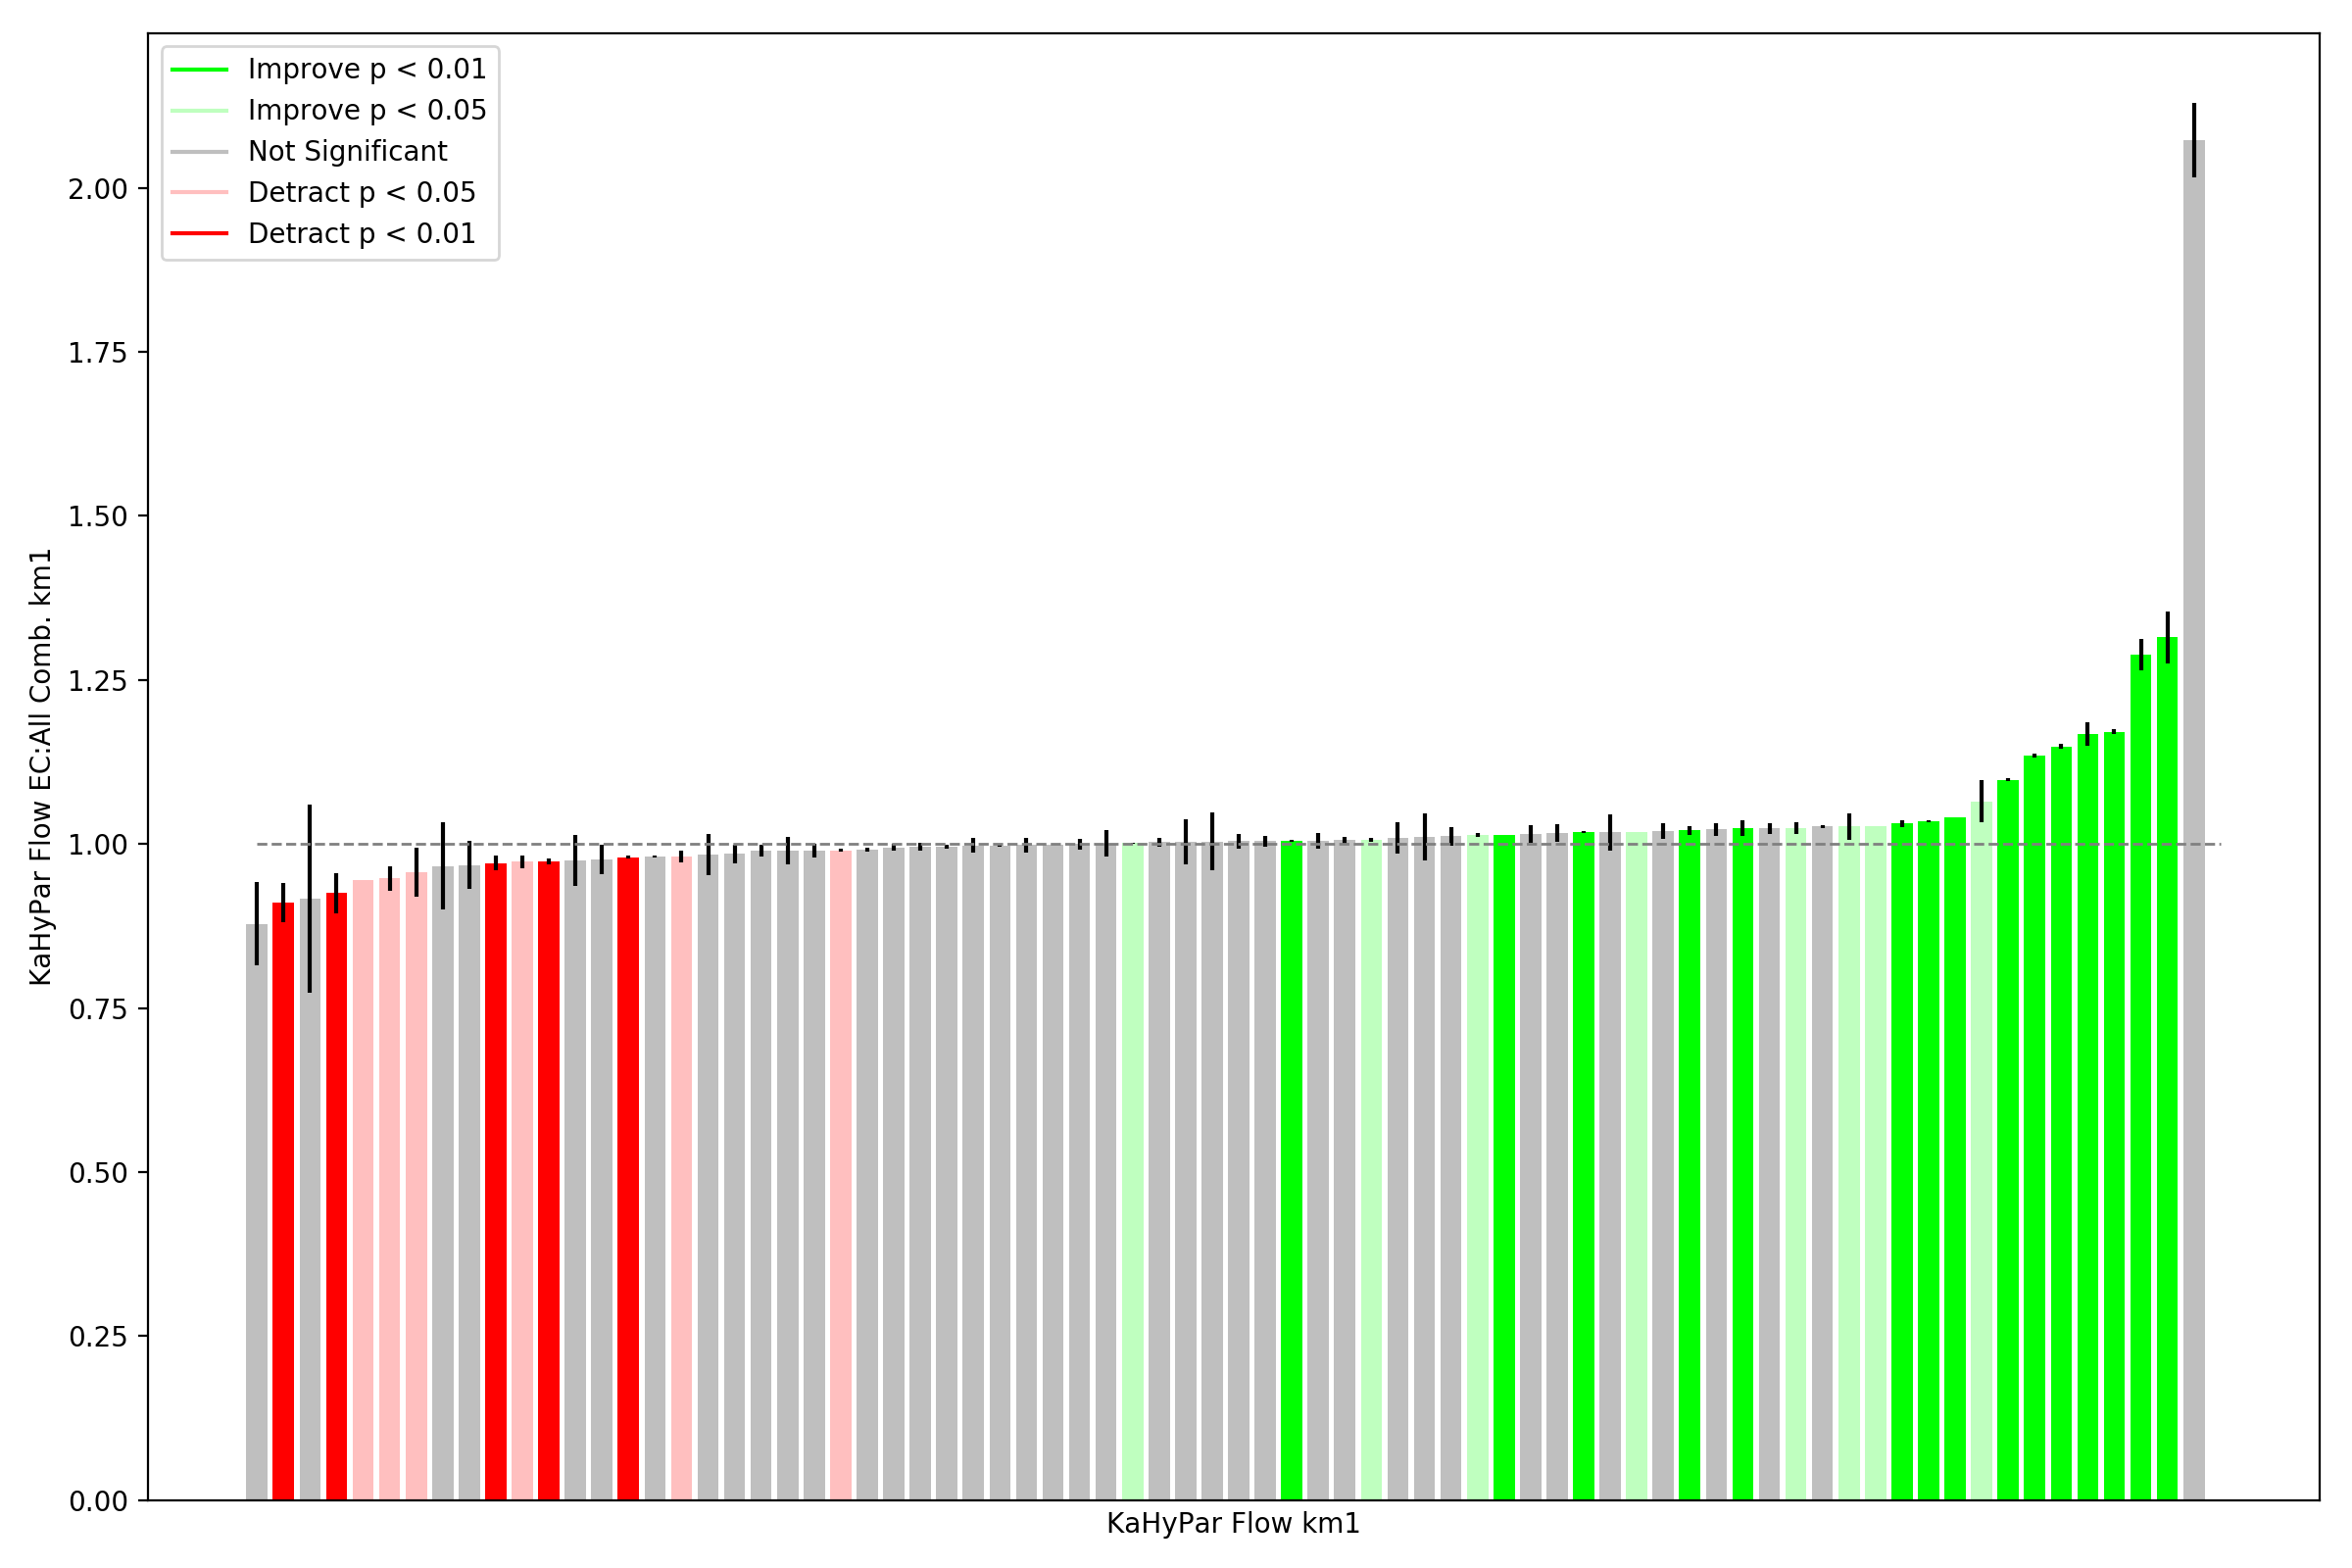 Improve p < 0.01
Improve p < 0.05
Not Significant
Detract p < 0.05
Detract p < 0.01
2.00
1.75
1.50
1.25
1.00
0.75
0.50
0.25
0.00
KaHyPar Flow EC:All Comb. km1
KaHyPar Flow km1